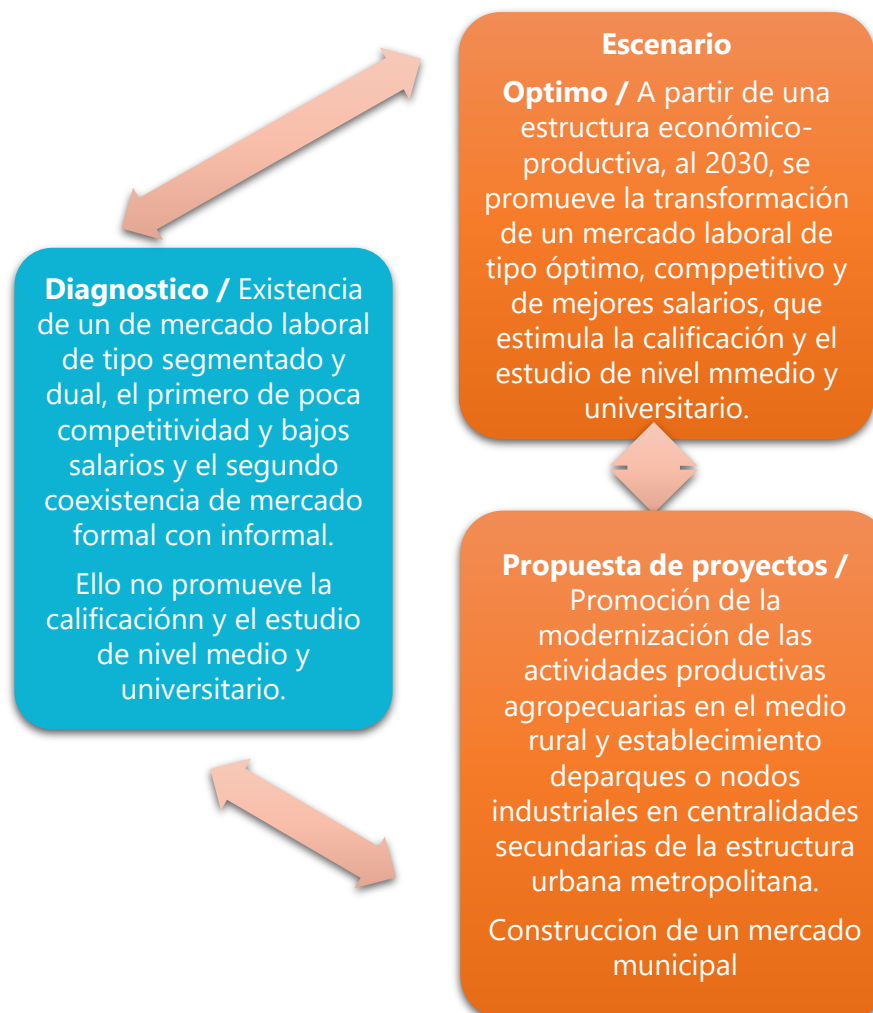 Escenario
Optimo / A partir de una
estructura económico-
productiva, al 2030, se
promueve la transformación
de un mercado laboral de
tipo óptimo, comppetitivo y
de mejores salarios, que
estimula la calificación y el
estudio de nivel mmedio y
universitario.
Diagnostico / Existencia
de un de mercado laboral
de tipo segmentado y
dual, el primero de poca
competitividad y bajos
salarios y el segundo
coexistencia de mercado
formal con informal.
Ello no promueve la
calificaciónn y el estudio
de nivel medio y
universitario.
Propuesta de proyectos /
Promoción de la
modernización de las
actividades productivas
agropecuarias en el medio
rural y establecimiento
deparques o nodos
industriales en centralidades
secundarias de la estructura
urbana metropolitana.
Construccion de un mercado
municipal